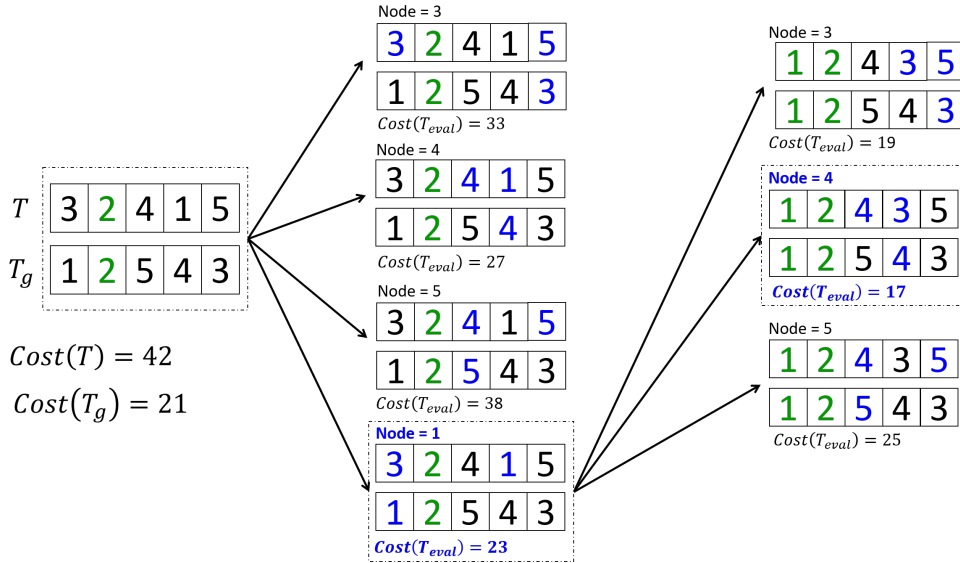 T 3 2 4 1 5
T_g 1 2 5 4 3
Cost(T) = 42
Cost(T_g) = 21
Node = 3
3 2 4 1 5
1 2 5 4 3
Cost(T_eval) = 33
Node = 4
3 2 4 1 5
1 2 5 4 3
Cost(T_eval) = 27
Node = 5
3 2 4 1 5
1 2 5 4 3
Cost(T_eval) = 38
Node = 1
3 2 4 1 5
1 2 5 4 3
Cost(T_eval) = 23
Node = 3
1 2 4 3 5
1 2 5 4 3
Cost(T_eval) = 19
Node = 4
1 2 4 3 5
1 2 5 4 3
Cost(T_eval) = 17
Node = 5
1 2 4 3 5
1 2 5 4 3
Cost(T_eval) = 25